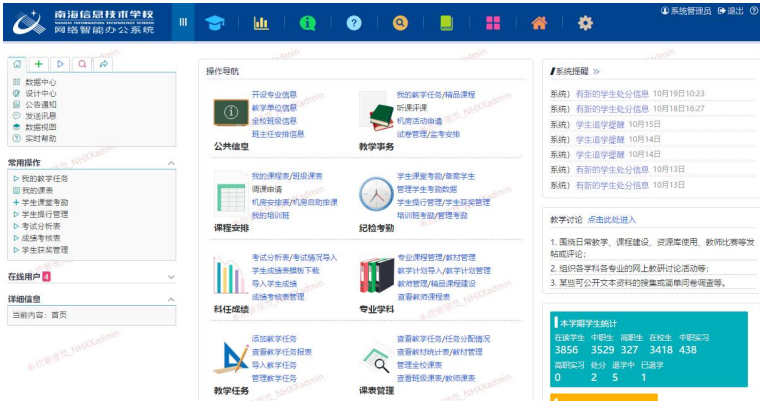 南海信息技术学校
NANHAI INFORMATION TECHNOLOGY SCHOOL
网络智能办公系统
系统管理员 退出
数据中心
设计中心
公告通知
发送讯息
数据视图
实时帮助
常用操作
我的教学任务
我的课表
学生课堂考勤
学生操行管理
考试分析表
成绩考核表
学生获奖管理
在线用户 4
详细信息
当前内容：首页
操作导航
开设专业信息
教学单位信息
全校班级信息
班主任安排信息
公共信息
我的教学任务/精品课程
听课评课
机房活动申请
试卷管理/监考安排
教学事务
我的课程表/班级课表
调课申请
机房安排表/机房自助排课
我的培训班
课程安排
学生课堂考勤/备案学生
管理学生考勤数据
学生操行管理/学生获奖管理
培训班考勤/管理考勤
纪检考勤
考试分析表/考试情况导入
学生成绩表模板下载
导入学生成绩
成绩考核表管理
科任成绩
专业课程管理/教材管理
教学计划导入/教学计划管理
教师管理/精品课程建设
查看教师课程表
专业学科
添加教学任务
查看教学任务报表
导入教学任务
管理教学任务
教学任务
查看教学任务/任务分配情况
查看教材统计表/教材管理
管理全校课表
查看班级课表/教师课表
课表管理
系统提醒 »
系统） 有新的学生处分信息 10月19日10:23
系统） 有新的学生处分信息 10月18日16:27
系统） 学生退学提醒 10月15日
系统） 学生退学提醒 10月14日
系统） 学生退学提醒 10月14日
系统） 有新的学生处分信息 10月13日
系统） 有新的学生处分信息 10月13日
教学讨论 点击此处进入
1. 围绕日常教学、课程建设、资源库使用、教师比赛等发
帖或评论；
2. 组织各学科各专业的网上教研讨论活动等；
3. 某些可公开文本资料的搜集或简单问卷调查等。
本学期学生统计
在读学生 中职生 高职生 在校生 中职实习
3856 3529 327 3418 438
高职实习 处分 退学中 已退学
0 2 5 1
系统管理员_NHXXadmin